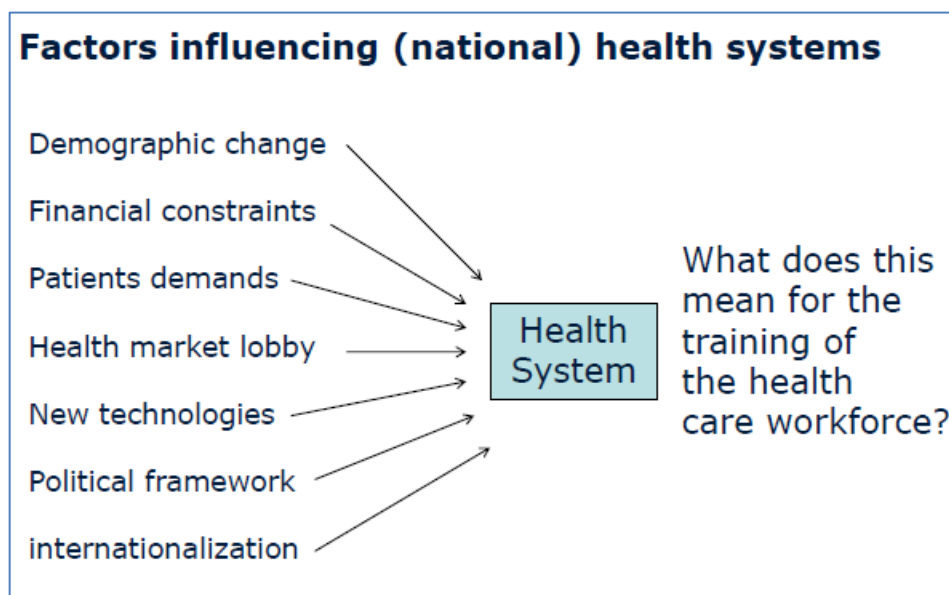 Factors influencing (national) health systems
Demographic change
Financial constraints
Patients demands
Health market lobby
New technologies
Political framework
internationalization
Health
System
What does this
mean for the
training of
the health
care workforce?